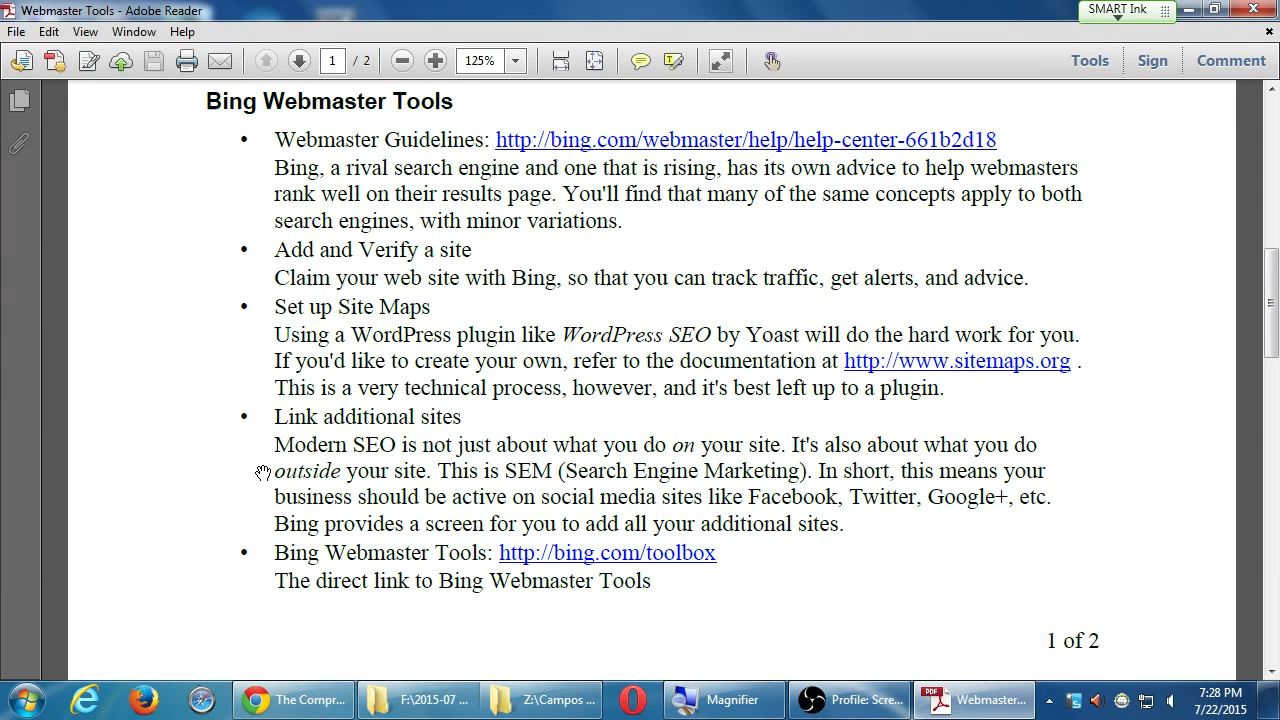 Webmaster Tools - Adobe Reader
SMART Ink
File Edit View Window Help
1 / 2 125% Tools Sign Comment
Bing Webmaster Tools
• Webmaster Guidelines: http://bing.com/webmaster/help/help-center-661b2d18
Bing, a rival search engine and one that is rising, has its own advice to help webmasters
rank well on their results page. You'll find that many of the same concepts apply to both
search engines, with minor variations.
• Add and Verify a site
Claim your web site with Bing, so that you can track traffic, get alerts, and advice.
• Set up Site Maps
Using a WordPress plugin like WordPress SEO by Yoast will do the hard work for you.
If you'd like to create your own, refer to the documentation at http://www.sitemaps.org .
This is a very technical process, however, and it's best left up to a plugin.
• Link additional sites
Modern SEO is not just about what you do on your site. It's also about what you do
outside your site. This is SEM (Search Engine Marketing). In short, this means your
business should be active on social media sites like Facebook, Twitter, Google+, etc.
Bing provides a screen for you to add all your additional sites.
• Bing Webmaster Tools: http://bing.com/toolbox
The direct link to Bing Webmaster Tools
1 of 2
The Compr... F:\2015-07 ... Z:\Campos ... Magnifier Profile: Scre... PDF Webmaster... 7:28 PM
7/22/2015